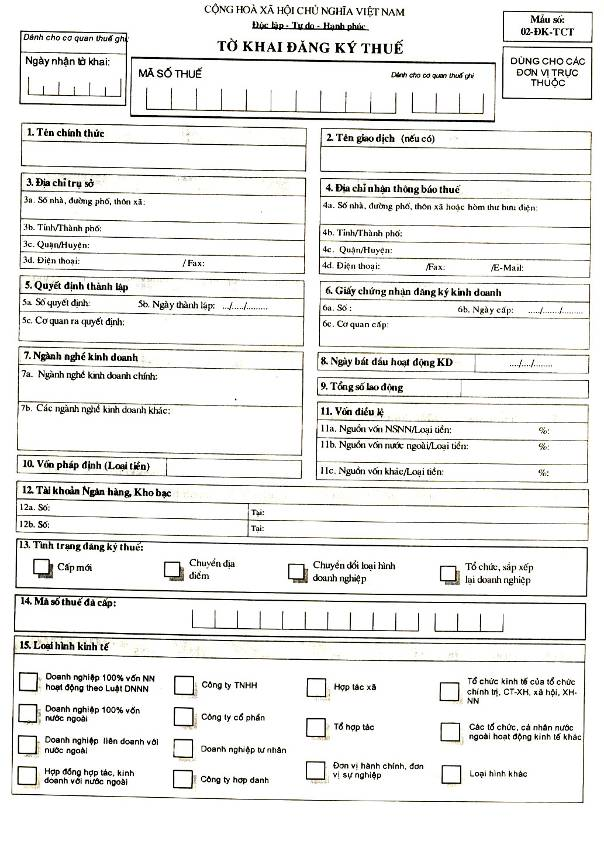 CỘNG HOÀ XÃ HỘI CHỦ NGHĨA VIỆT NAM
Độc lập - Tự do - Hạnh phúc
Mẫu số:
02-ĐK-TCT
TỜ KHAI ĐĂNG KÝ THUẾ
Dành cho cơ quan thuế ghi
Ngày nhận tờ khai:
MÃ SỐ THUẾ
Dành cho cơ quan thuế ghi
DÙNG CHO CÁC
ĐƠN VỊ TRỰC
THUỘC
1. Tên chính thức
2. Tên giao dịch (nếu có)
3. Địa chỉ trụ sở
3a. Số nhà, đường phố, thôn xã:
3b. Tỉnh/Thành phố:
3c. Quận/Huyện:
3d. Điện thoại: / Fax:
4. Địa chỉ nhận thông báo thuế
4a. Số nhà, đường phố, thôn xã hoặc hòm thư bưu điện:
4b. Tỉnh/Thành phố:
4c. Quận/Huyện:
4d. Điện thoại: /Fax: /E-Mail:
5. Quyết định thành lập
5a. Số quyết định: 5b. Ngày thành lập: .../..../.........
5c. Cơ quan ra quyết định:
6. Giấy chứng nhận đăng ký kinh doanh
6a. Số : 6b. Ngày cấp: ...../......./........
6c. Cơ quan cấp:
7. Ngành nghề kinh doanh
7a. Ngành nghề kinh doanh chính:
7b. Các ngành nghề kinh doanh khác:
8. Ngày bắt đầu hoạt động KD ..../..../.....
9. Tổng số lao động
10. Vốn pháp định (Loại tiền)
11. Vốn điều lệ
11a. Nguồn vốn NSNN/Loại tiền: %:
11b. Nguồn vốn nước ngoài/Loại tiền: %:
11c. Nguồn vốn khác/Loại tiền: %:
12. Tài khoản Ngân hàng, Kho bạc
12a. Số: Tại:
12b. Số: Tại:
13. Tình trạng đăng ký thuế:
Cấp mới
Chuyển địa
điểm
Chuyển đổi loại hình
doanh nghiệp
Tổ chức, sắp xếp
lại doanh nghiệp
14. Mã số thuế đã cấp:
15. Loại hình kinh tế
Doanh nghiệp 100% vốn NN
hoạt động theo Luật DNNN
Công ty TNHH
Hợp tác xã
Tổ chức kinh tế của tổ chức
chính trị, CT-XH, xã hội, XH-
NN
Doanh nghiệp 100% vốn
nước ngoài
Công ty cổ phần
Tổ hợp tác
Các tổ chức, cá nhân nước
ngoài hoạt động kinh tế khác
Doanh nghiệp liên doanh với
nước ngoài
Doanh nghiệp tư nhân
Đơn vị hành chính, đơn
vị sự nghiệp
Loại hình khác
Hợp đồng hợp tác, kinh
doanh với nước ngoài
Công ty hợp danh